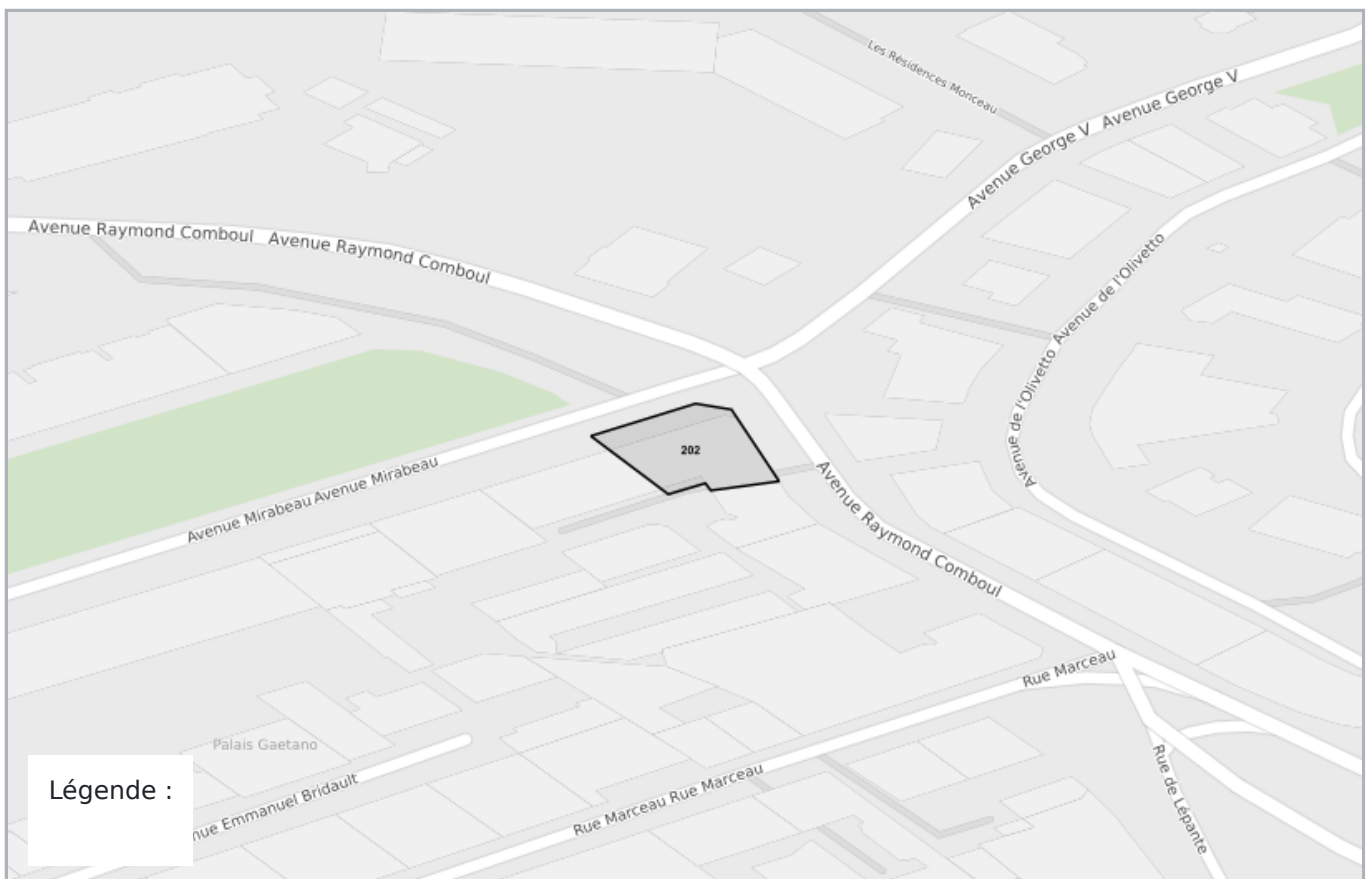 Les Résidences Monceau
Avenue George V
Avenue George V
Avenue Raymond Comboul
Avenue Raymond Comboul
Avenue de l'Olivetto
Avenue de l'Olivetto
202
Avenue Mirabeau
Avenue Mirabeau
Avenue Raymond Comboul
Rue Marceau
Palais Gaetano
Légende :
nue Emmanuel Bridault
Rue Marceau
Rue Marceau
Rue de Lépante